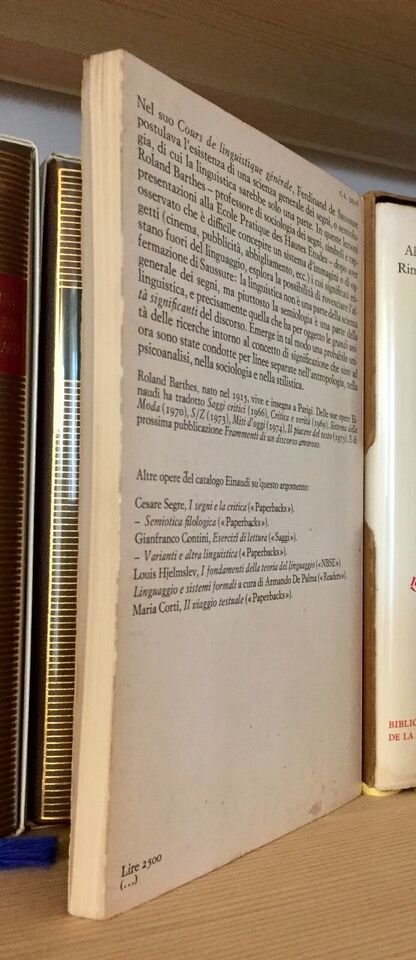 c.l. 2936-
Nel suo Cours de linguistique générale, Ferdinand de Saussure
postulava l'esistenza di una scienza generale dei segni, o semiolo-
gia, di cui la linguistica sarebbe solo una parte. In queste lezioni
Roland Barthes – professore di sociologia dei segni, simboli e rap-
presentazioni alla Ecole Pratique des Hautes Etudes – dopo aver
osservato che è difficile concepire un sistema d'immagini o di og-
getti (cinema, pubblicità, abbigliamento, ecc.) i cui significati esi-
stano fuori del linguaggio, esplora la possibilità di rovesciare l'af-
fermazione di Saussure: la linguistica non è una parte della scienza
generale dei segni, ma piuttosto la semiologia è una parte della
linguistica, e precisamente quella che ha per oggetto le grandi uni-
tà significanti del discorso. Emerge in tal modo una probabile uni-
tà delle ricerche intorno al concetto di significazione che sono ad
ora sono state condotte per linee separate nell'antropologia, nella
psicoanalisi, nella sociologia e nella stilistica.
Roland Barthes, nato nel 1915, vive e insegna a Parigi. Delle sue opere Ei-
naudi ha tradotto Saggi critici (1966), Critica e verità (1969), Sistema della
Moda (1970), S/Z (1973), Miti d'oggi (1974), Il piacere del testo (1975). È di
prossima pubblicazione Frammenti di un discorso amoroso.
Altre opere del catalogo Einaudi su questo argomento:
Cesare Segre, I segni e la critica (« Paperbacks »).
– Semiotica filologica (« Paperbacks »).
Gianfranco Contini, Esercizî di lettura (« Saggi »).
– Varianti e altra linguistica (« Paperbacks »).
Louis Hjelmslev, I fondamenti della teoria del linguaggio (« NBSE »).
Linguaggio e sistemi formali a cura di Armando De Palma (« Readers »).
Maria Corti, Il viaggio testuale (« Paperbacks »).
Lire 2500
(...)
Al
Rim
BIBLIO
DE LA